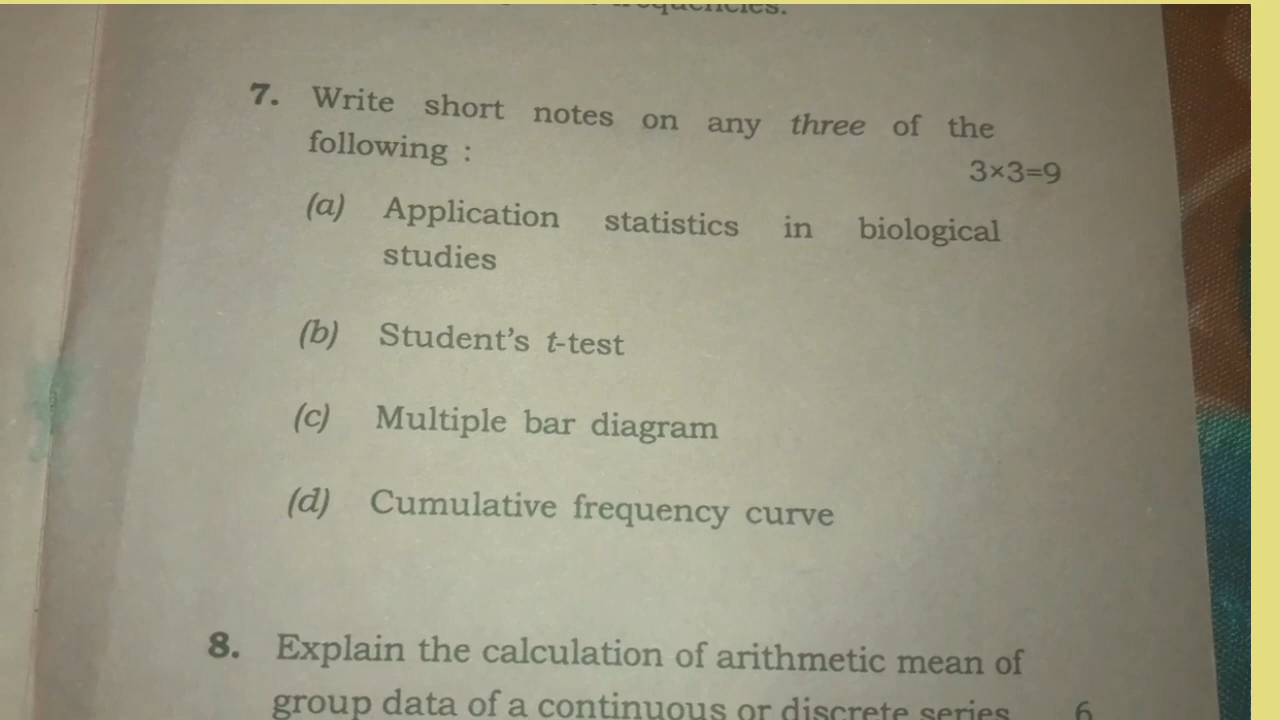 frequencies.
7. Write short notes on any three of the
following :
3×3=9
(a) Application statistics in biological
studies
(b) Student's t-test
(c) Multiple bar diagram
(d) Cumulative frequency curve
8. Explain the calculation of arithmetic mean of
group data of a continuous or discrete series. 6